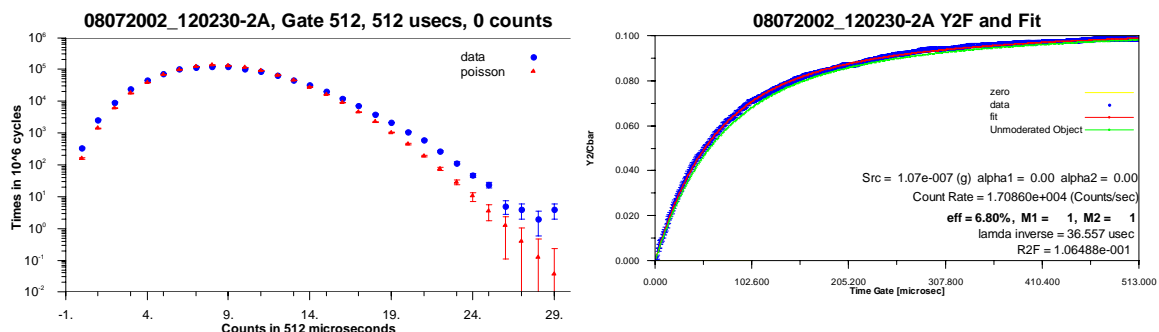 08072002_120230-2A, Gate 512, 512 usecs, 0 counts
data
poisson
Times in 10^6 cycles
10^6
10^5
10^4
10^3
10^2
10^1
10^0
10^-1
10^-2
-1. 4. 9. 14. 19. 24. 29.
Counts in 512 microseconds
08072002_120230-2A Y2F and Fit
Y2/Cbar
0.100
0.080
0.060
0.040
0.020
0.000
zero
data
fit
Unmoderated Object
Src = 1.07e-007 (g) alpha1 = 0.00 alpha2 = 0.00
Count Rate = 1.70860e+004 (Counts/sec)
eff = 6.80%, M1 = 1, M2 = 1
lamda inverse = 36.557 usec
R2F = 1.06488e-001
0.000 102.600 205.200 307.800 410.400 513.000
Time Gate [microsec]